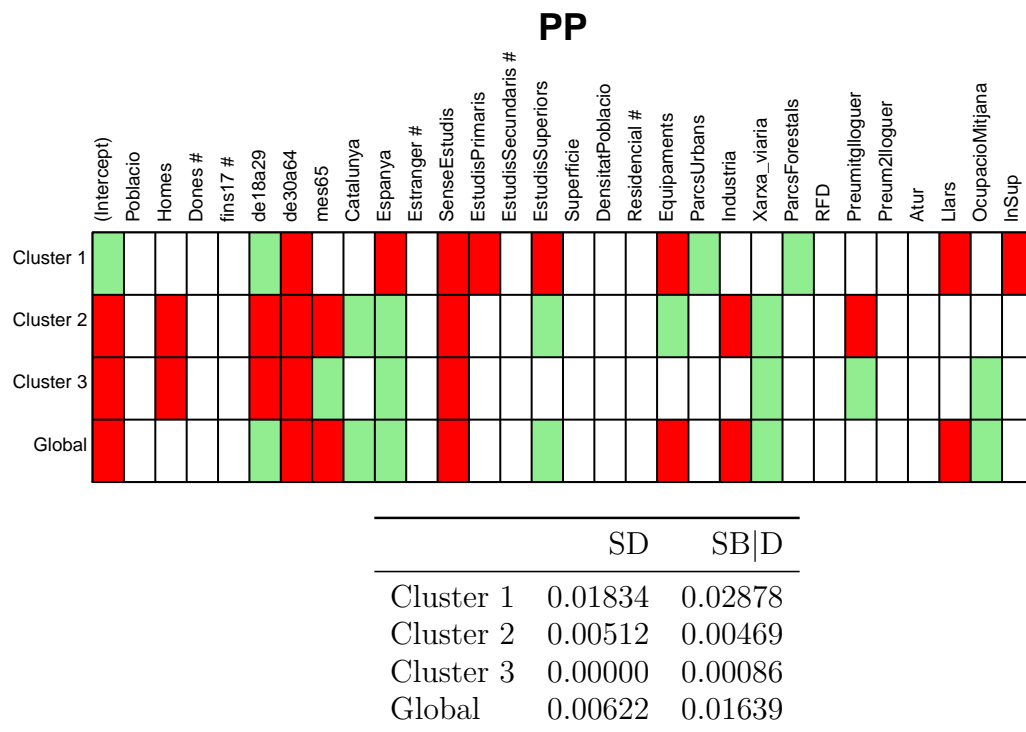 PP
(Intercept)
Poblacio
Homes
Dones #
fins17 #
de18a29
de30a64
mes65
Catalunya
Espanya
Estranger #
SenseEstudis
EstudisPrimaris
EstudisSecundaris #
EstudisSuperiors
Superficie
DensitatPoblacio
Residencial #
Equipaments
ParcsUrbans
Industria
Xarxa_viaria
ParcsForestals
RFD
Preumitglloguer
Preum2lloguer
Atur
Llars
OcupacioMitjana
InSup
Cluster 1
Cluster 2
Cluster 3
Global
SD SB|D
Cluster 1 0.01834 0.02878
Cluster 2 0.00512 0.00469
Cluster 3 0.00000 0.00086
Global 0.00622 0.01639